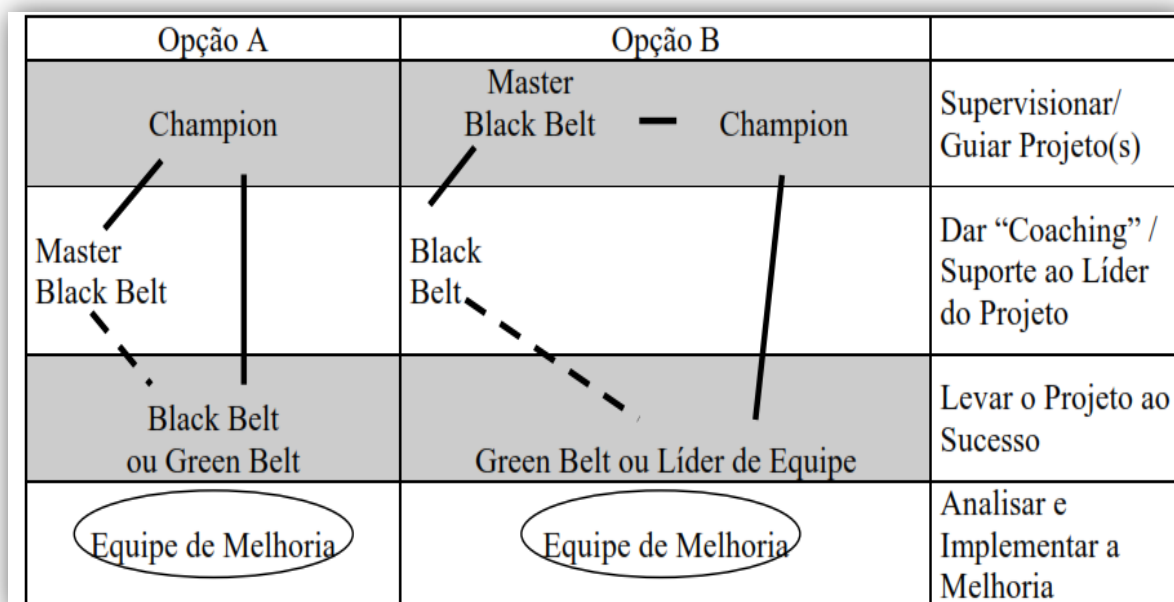 Opção A
Opção B
Champion
Master
Black Belt
Champion
Supervisionar/
Guiar Projeto(s)
Master
Black Belt
Black
Belt
Dar “Coaching” /
Suporte ao Líder
do Projeto
Black Belt
ou Green Belt
Green Belt ou Líder de Equipe
Levar o Projeto ao
Sucesso
Equipe de Melhoria
Equipe de Melhoria
Analisar e
Implementar a
Melhoria